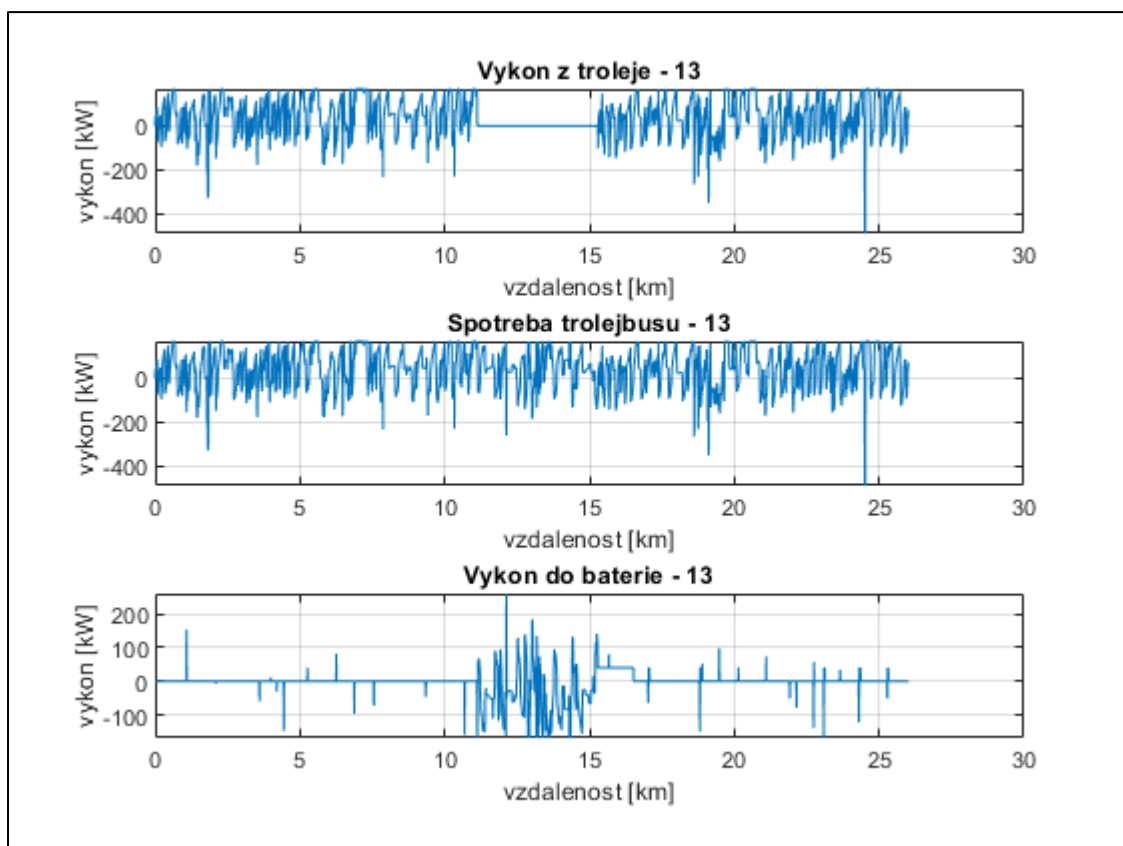 Vykon z troleje - 13
vykon [kW]
0
-200
-400
0 5 10 15 20 25 30
vzdalenost [km]
Spotreba trolejbusu - 13
vykon [kW]
0
-200
-400
0 5 10 15 20 25 30
vzdalenost [km]
Vykon do baterie - 13
vykon [kW]
200
100
0
-100
0 5 10 15 20 25 30
vzdalenost [km]